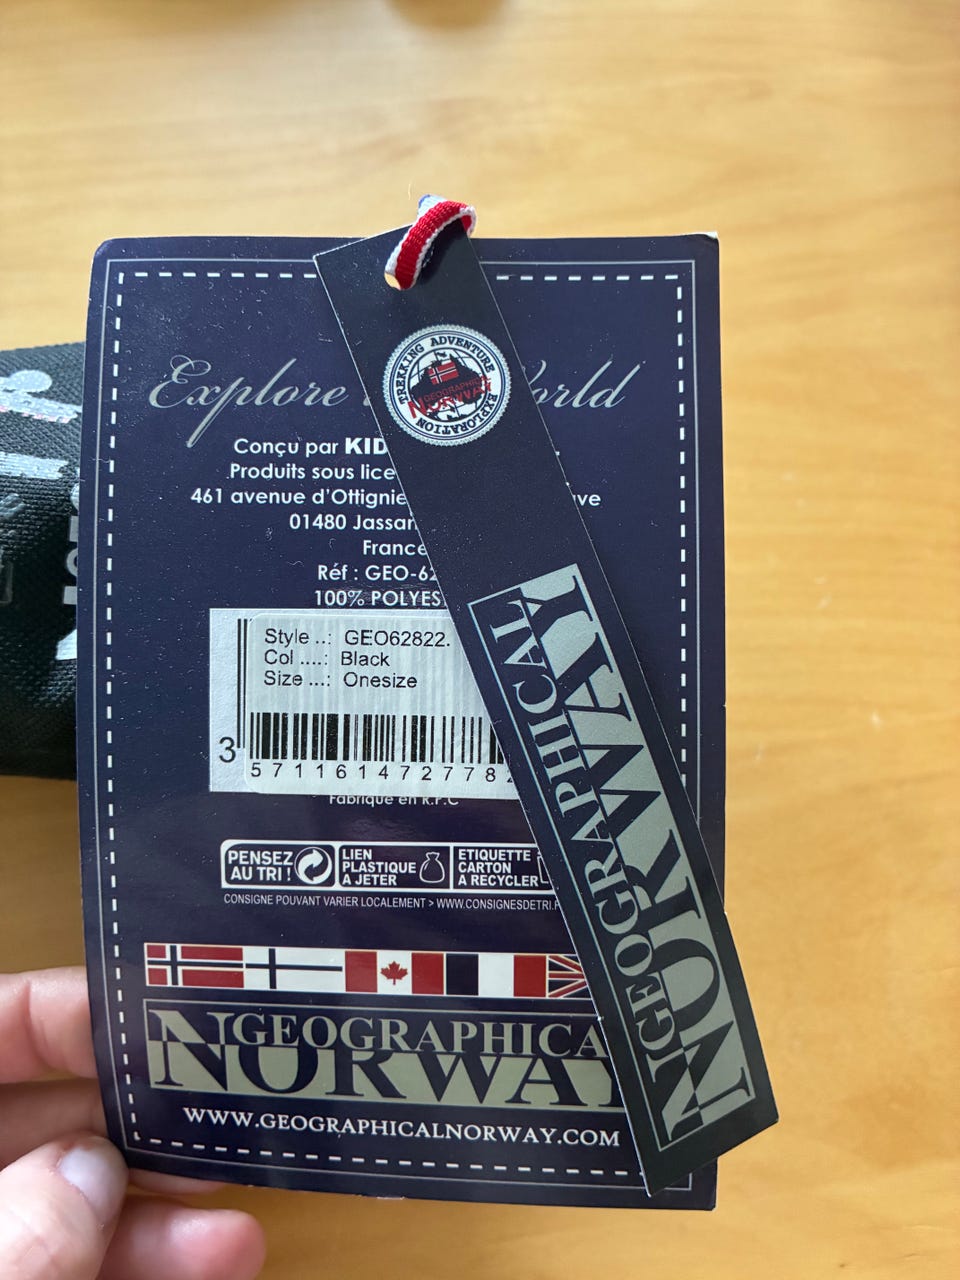 Explore
World
Conçu par KID
Produits sous lice
461 avenue d'Ottignie
ve
01480 Jassan
France
Réf : GEO-62
100% POLYES
Style ..: GEO62822.
Col ....: Black
Size ...: Onesize
3
5711614727782
Fabriqué en R.P.C
PENSEZ
AU TRI !
LIEN
PLASTIQUE
A JETER
ETIQUETTE
CARTON
A RECYCLER
CONSIGNE POUVANT VARIER LOCALEMENT > WWW.CONSIGNESDETRI.F
GEOGRAPHICA
NORWAY
WWW.GEOGRAPHICALNORWAY.COM
TREKKING ADVENTURE
EXPLORATION
GEOGRAPHICAL
NORWAY
GEOGRAPHICAL
NORWAY